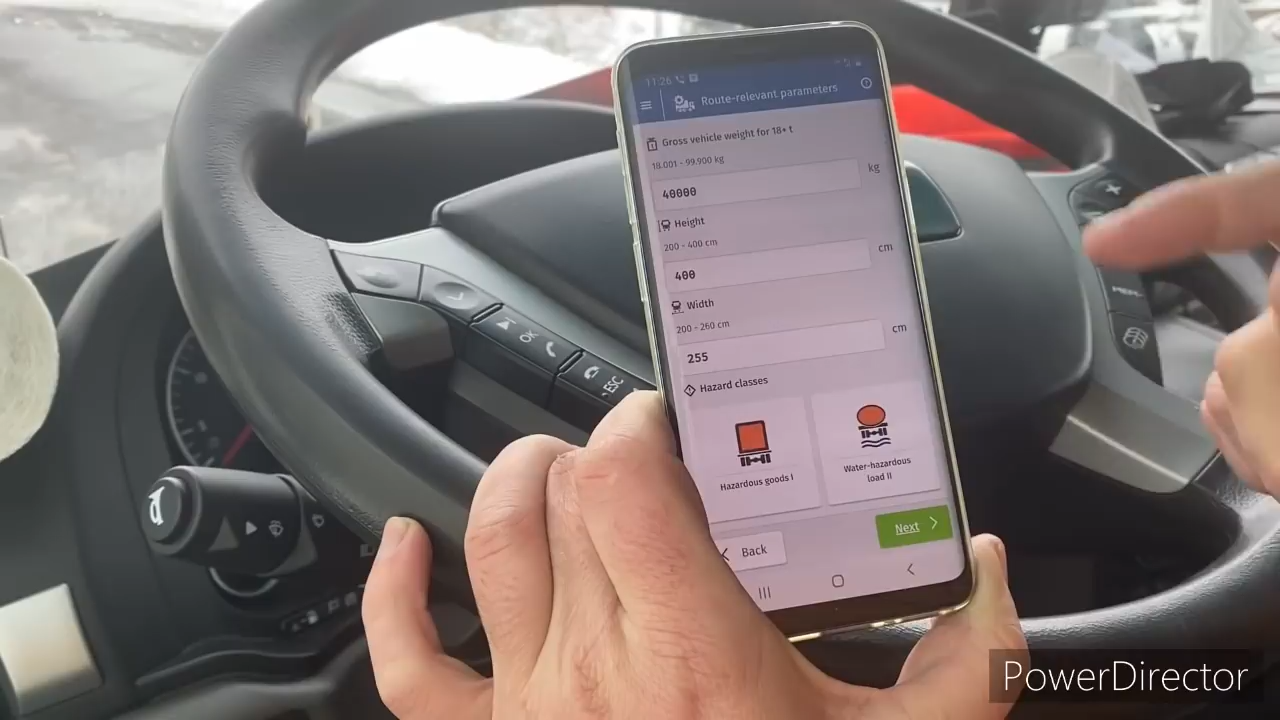 11:26
Route-relevant parameters
Gross vehicle weight for 18+ t
18.001 - 99.900 kg
40000
kg
Height
200 - 400 cm
400
cm
Width
200 - 260 cm
255
cm
Hazard classes
Hazardous goods I
Water-hazardous
load II
Back
Next
OK
ESC
PowerDirector